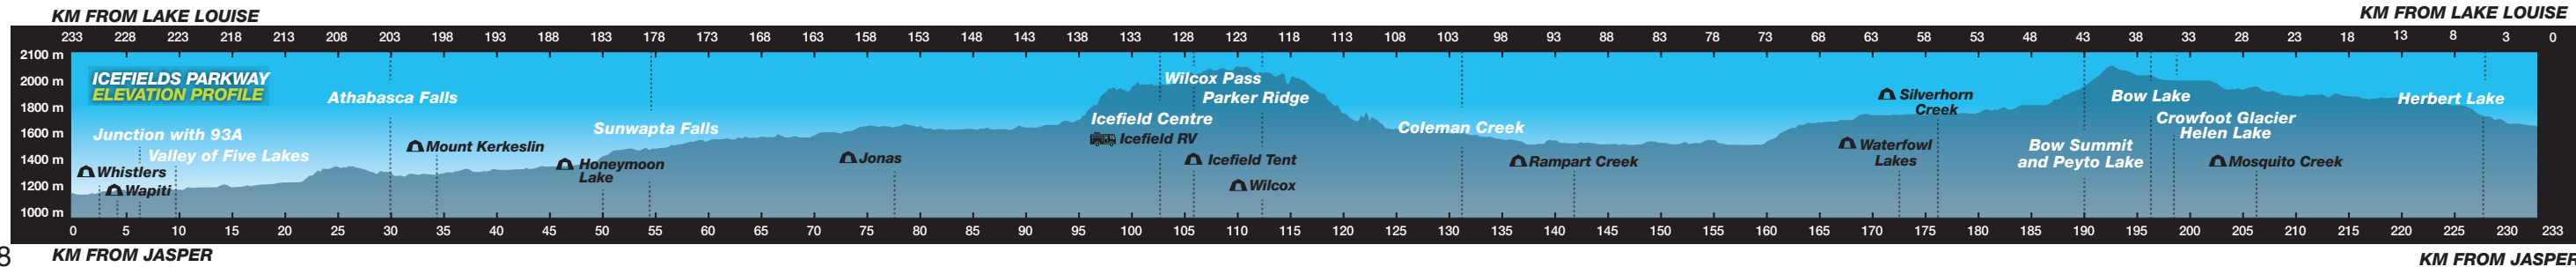 KM FROM LAKE LOUISE
KM FROM LAKE LOUISE
233 228 223 218 213 208 203 198 193 188 183 178 173 168 163 158 153 148 143 138 133 128 123 118 113 108 103 98 93 88 83 78 73 68 63 58 53 48 43 38 33 28 23 18 13 8 3 0
2100 m
2000 m
1800 m
1600 m
1400 m
1200 m
1000 m
ICEFIELDS PARKWAY
ELEVATION PROFILE
Junction with 93A
Valley of Five Lakes
Whistlers
Wapiti
Athabasca Falls
Mount Kerkeslin
Honeymoon
Lake
Sunwapta Falls
Jonas
Wilcox Pass
Parker Ridge
Icefield Centre
Icefield RV
Icefield Tent
Wilcox
Coleman Creek
Rampart Creek
Silverhorn
Creek
Waterfowl
Lakes
Bow Summit
and Peyto Lake
Bow Lake
Crowfoot Glacier
Helen Lake
Mosquito Creek
Herbert Lake
0 5 10 15 20 25 30 35 40 45 50 55 60 65 70 75 80 85 90 95 100 105 110 115 120 125 130 135 140 145 150 155 160 165 170 175 180 185 190 195 200 205 210 215 220 225 230 233
8
KM FROM JASPER
KM FROM JASPER